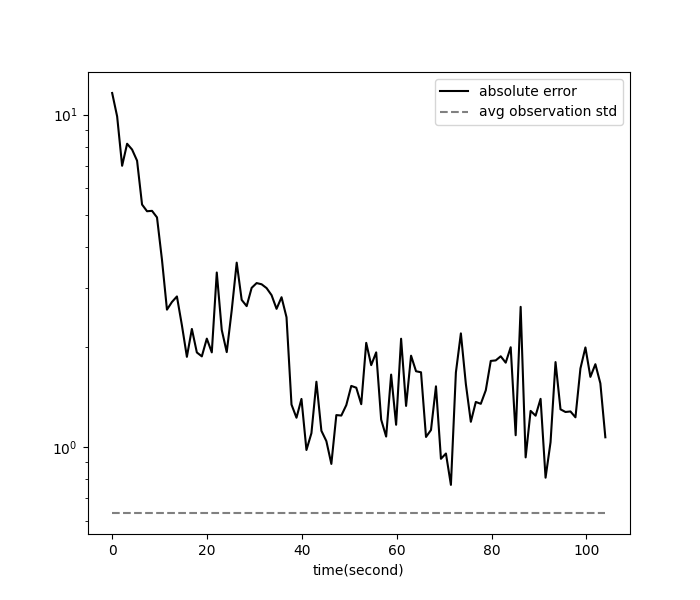 absolute error
avg observation std
10¹
10⁰
0 20 40 60 80 100
time(second)